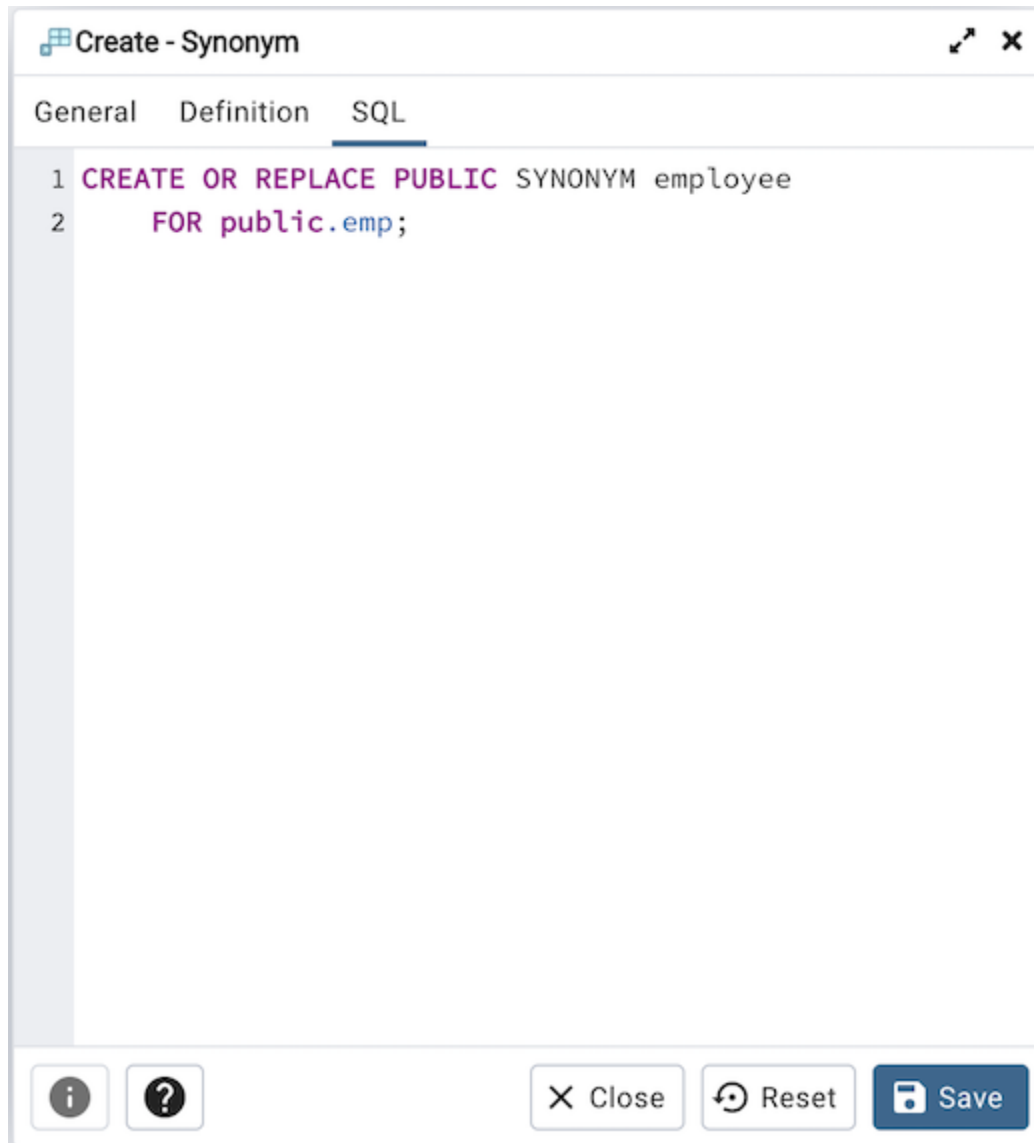 Create - Synonym
General Definition SQL
1 CREATE OR REPLACE PUBLIC SYNONYM employee
2 FOR public.emp;
Close Reset Save